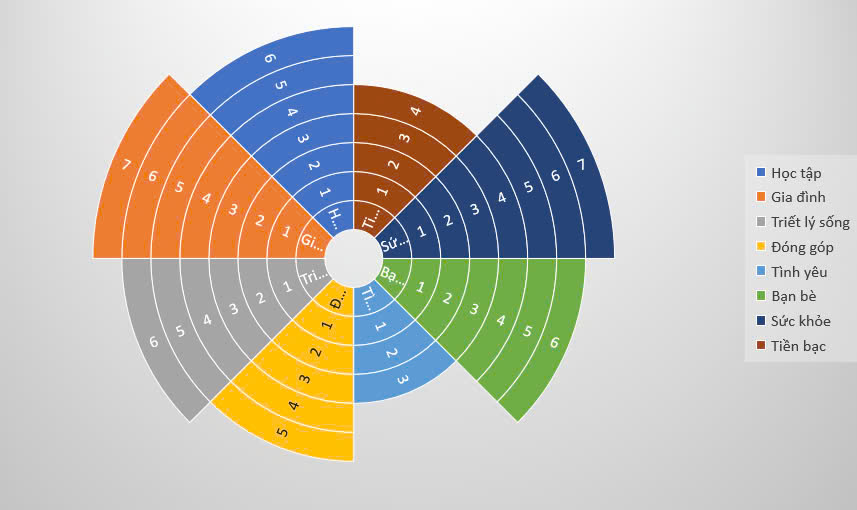 6
5
4
3
2
1
H...
4
3
2
1
Ti...
7
6
5
4
3
2
1
Gi...
Sứ...
1
2
3
4
5
6
7
Tri...
1
2
3
4
5
6
Đ...
1
2
3
4
5
Tì...
1
2
3
Bạ...
1
2
3
4
5
6
Học tập
Gia đình
Triết lý sống
Đóng góp
Tình yêu
Bạn bè
Sức khỏe
Tiền bạc